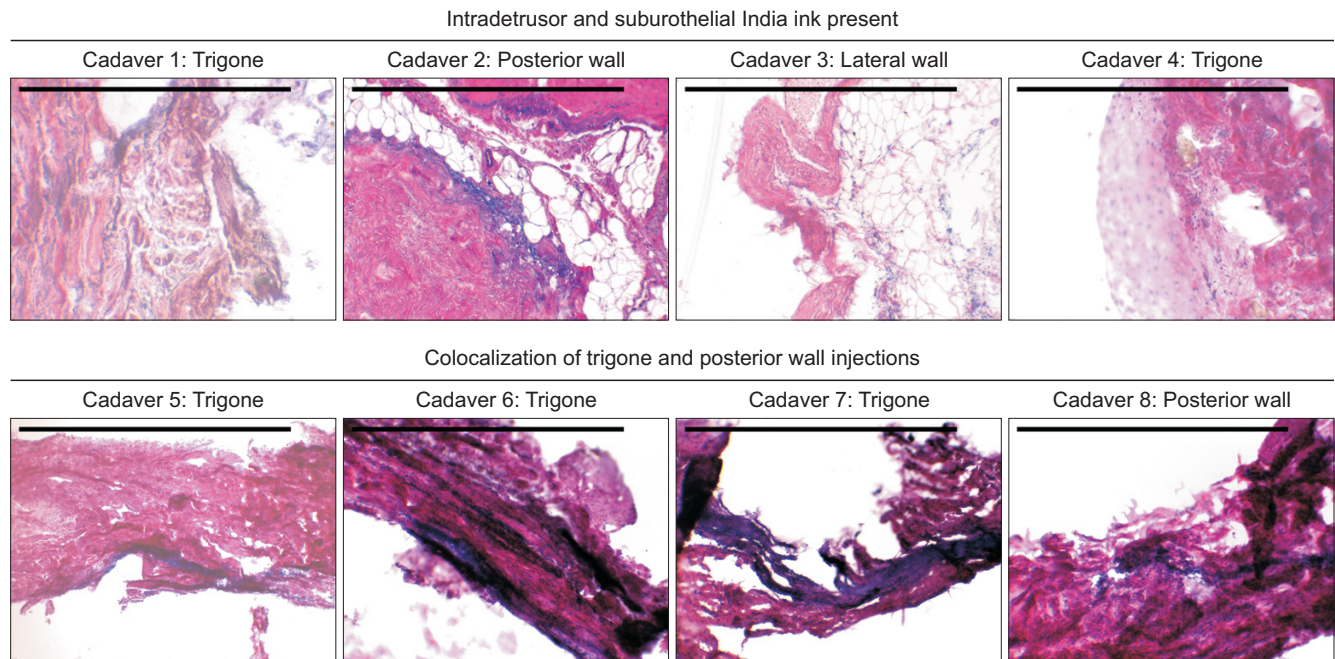 Intradetrusor and suburothelial India ink present
Cadaver 1: Trigone
Cadaver 2: Posterior wall
Cadaver 3: Lateral wall
Cadaver 4: Trigone
Colocalization of trigone and posterior wall injections
Cadaver 5: Trigone
Cadaver 6: Trigone
Cadaver 7: Trigone
Cadaver 8: Posterior wall